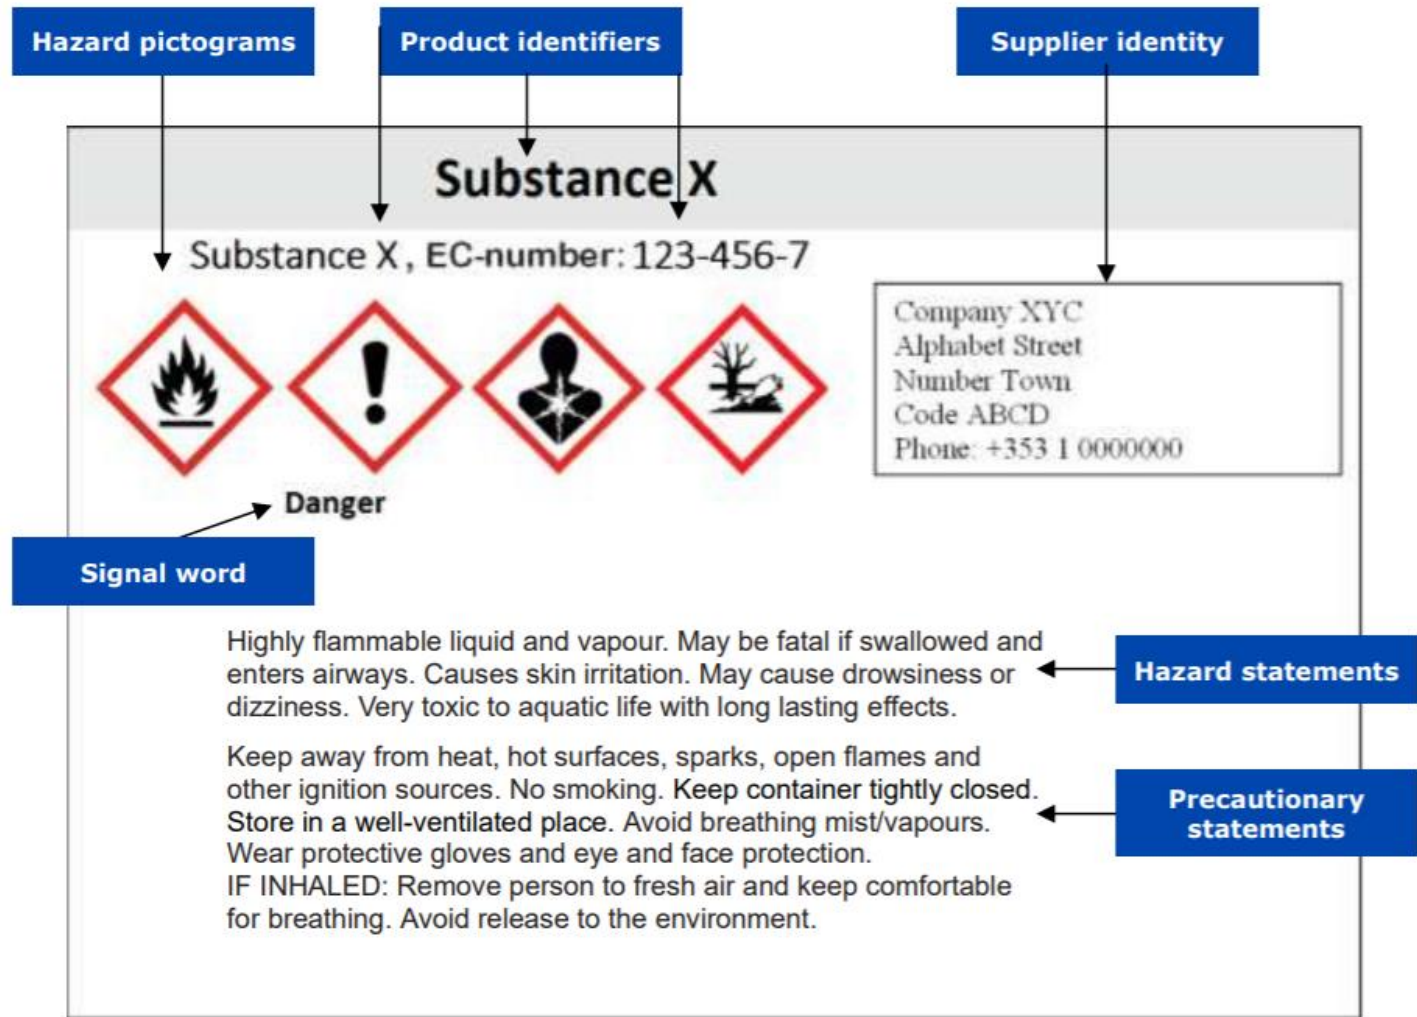 Hazard pictograms
Product identifiers
Supplier identity
Substance X
Substance X, EC-number: 123-456-7
Company XYC
Alphabet Street
Number Town
Code ABCD
Phone: +353 1 0000000
Danger
Signal word
Highly flammable liquid and vapour. May be fatal if swallowed and
enters airways. Causes skin irritation. May cause drowsiness or
dizziness. Very toxic to aquatic life with long lasting effects.
Hazard statements
Keep away from heat, hot surfaces, sparks, open flames and
other ignition sources. No smoking. Keep container tightly closed.
Store in a well-ventilated place. Avoid breathing mist/vapours.
Wear protective gloves and eye and face protection.
IF INHALED: Remove person to fresh air and keep comfortable
for breathing. Avoid release to the environment.
Precautionary
statements